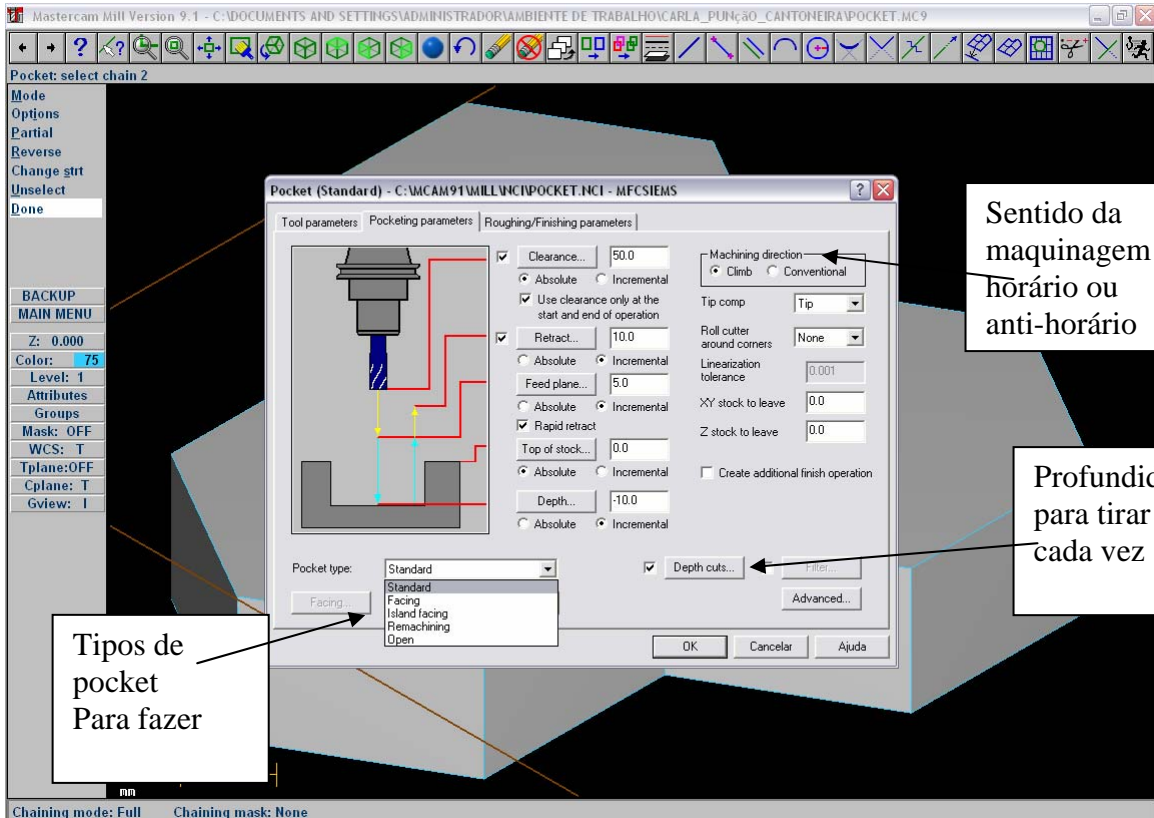 Mastercam Mill Version 9.1 - C:\DOCUMENTS AND SETTINGS\ADMINISTRADOR\AMBIENTE DE TRABALHO\CARLA_PUNçãO_CANTONEIRA\POCKET.MC9
Pocket: select chain 2
Mode
Options
Partial
Reverse
Change strt
Unselect
Done
BACKUP
MAIN MENU
Z: 0.000
Color: 75
Level: 1
Attributes
Groups
Mask: OFF
WCS: T
Tplane:OFF
Cplane: T
Gview: I
Pocket (Standard) - C:\MCAM91\MILL\NCI\POCKET.NCI - MFCSIEMS
Tool parameters
Pocketing parameters
Roughing/Finishing parameters
Clearance... 50.0
Absolute Incremental
Use clearance only at the
start and end of operation
Retract... 10.0
Absolute Incremental
Feed plane... 5.0
Absolute Incremental
Rapid retract
Top of stock... 0.0
Absolute Incremental
Depth... -10.0
Absolute Incremental
Machining direction
Climb Conventional
Tip comp Tip
Roll cutter
around corners None
Linearization
tolerance 0.001
XY stock to leave 0.0
Z stock to leave 0.0
Create additional finish operation
Pocket type: Standard
Standard
Facing
Island facing
Remachining
Open
Facing...
Depth cuts...
Filter...
Advanced...
OK
Cancelar
Ajuda
Sentido da
maquinagem
horário ou
anti-horário
Profundid
para tirar
cada vez
Tipos de
pocket
Para fazer
mm
Chaining mode: Full Chaining mask: None